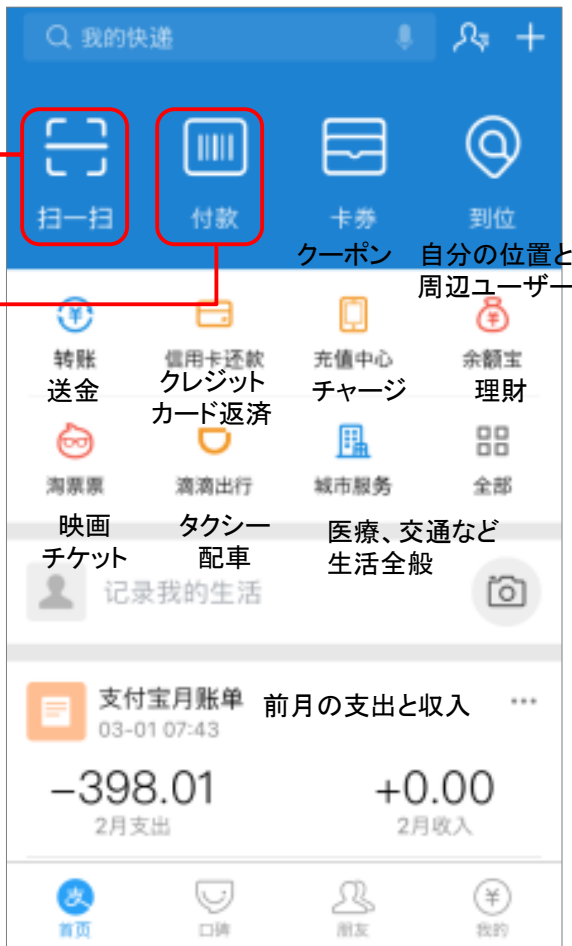 我的快递
扫一扫
付款
卡券
到位
クーポン
自分の位置と
周辺ユーザー
转账
信用卡还款
充值中心
余额宝
送金
クレジット
カード返済
チャージ
理財
淘票票
滴滴出行
城市服务
全部
映画
チケット
タクシー
配車
医療、交通など
生活全般
记录我的生活
支付宝月账单
前月の支出と収入
03-01 07:43
-398.01
+0.00
2月支出
2月收入
支
首页
口碑
朋友
我的